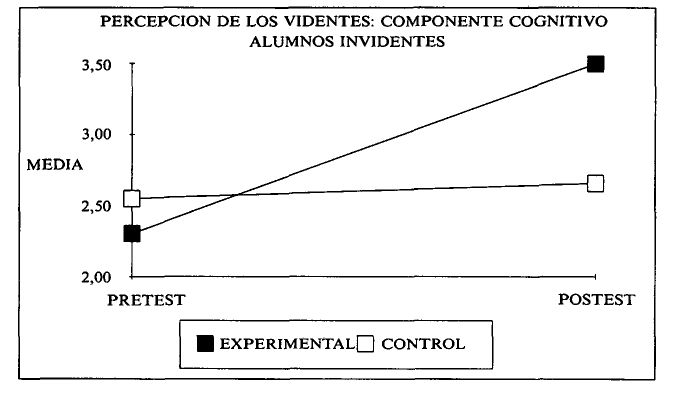 PERCEPCION DE LOS VIDENTES: COMPONENTE COGNITIVO
ALUMNOS INVIDENTES
3,50
3,00
MEDIA
2,50
2,00
PRETEST POSTEST
EXPERIMENTAL CONTROL